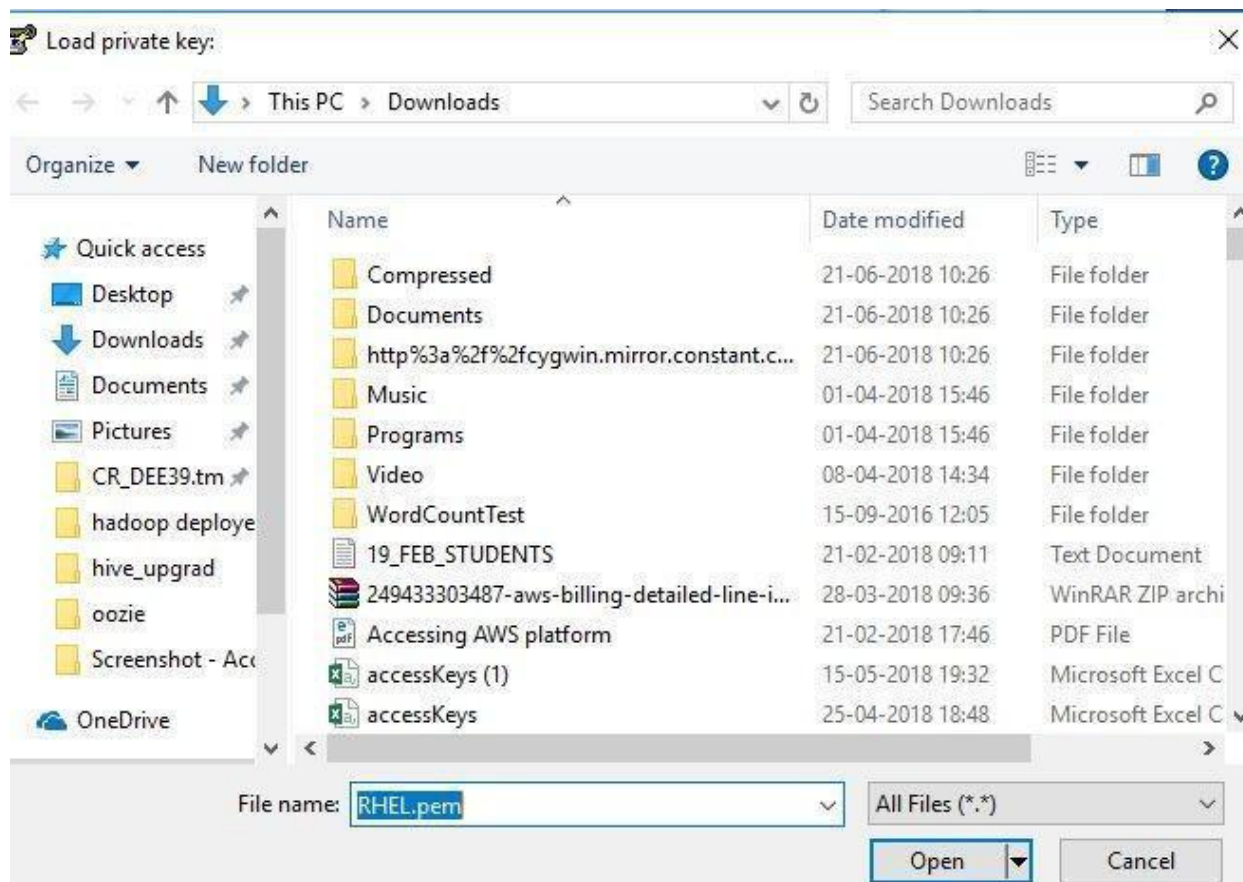 Load private key:
This PC > Downloads
Search Downloads
Organize
New folder
Name
Date modified
Type
Quick access
Desktop
Downloads
Documents
Pictures
CR_DEE39.tm
hadoop deploye
hive_upgrad
oozie
Screenshot - Acc
OneDrive
Compressed 21-06-2018 10:26 File folder
Documents 21-06-2018 10:26 File folder
http%3a%2f%2fcygwin.mirror.constant.c... 21-06-2018 10:26 File folder
Music 01-04-2018 15:46 File folder
Programs 01-04-2018 15:46 File folder
Video 08-04-2018 14:34 File folder
WordCountTest 15-09-2016 12:05 File folder
19_FEB_STUDENTS 21-02-2018 09:11 Text Document
249433303487-aws-billing-detailed-line-i... 28-03-2018 09:36 WinRAR ZIP archi
Accessing AWS platform 21-02-2018 17:46 PDF File
accessKeys (1) 15-05-2018 19:32 Microsoft Excel C
accessKeys 25-04-2018 18:48 Microsoft Excel C
File name: RHEL.pem
All Files (*.*)
Open
Cancel